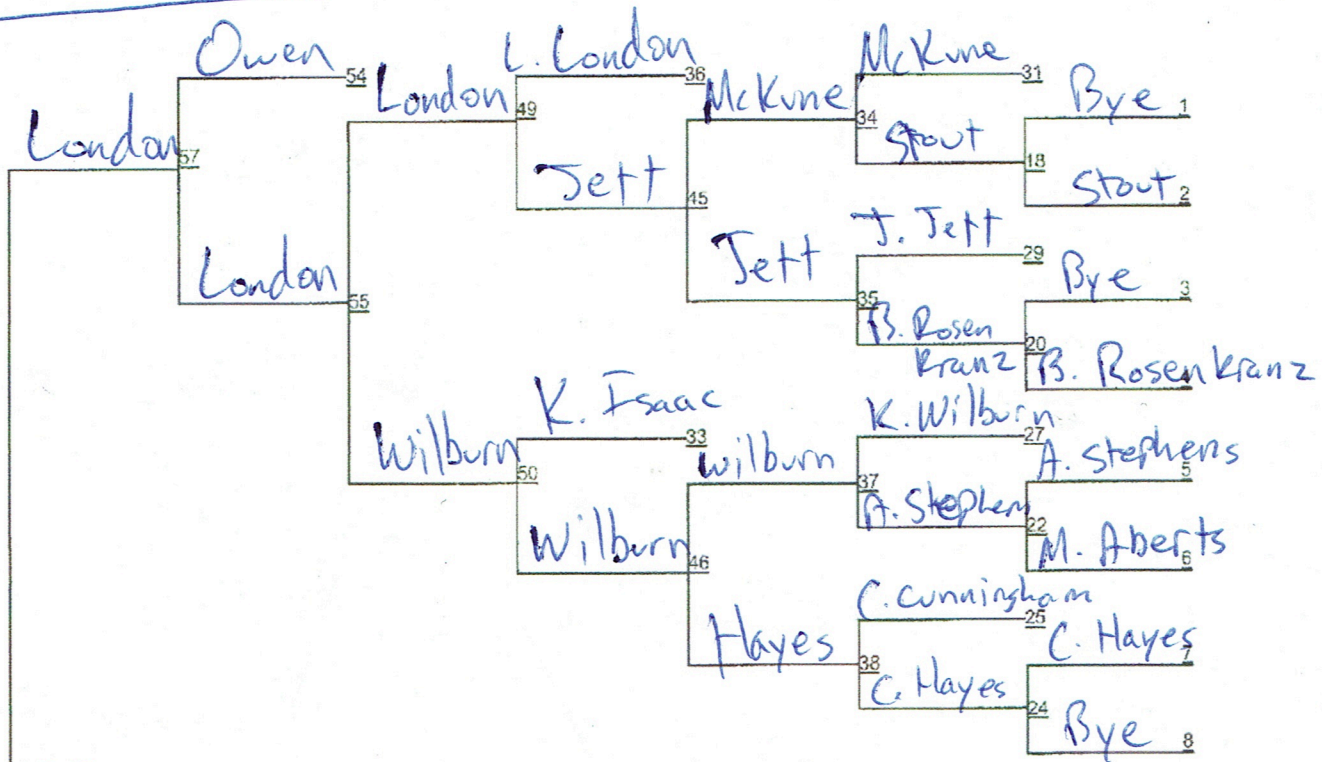 Owen
54
L. London
36
McKune
31
Bye
1
London
49
McKune
34
Stout
18
Stout
2
London
57
Jett
45
J. Jett
29
Bye
3
London
55
Jett
35
B. Rosen
Kranz
20
B. Rosenkranz
4
K. Isaac
33
K. Wilburn
27
A. Stephens
5
Wilburn
50
Wilburn
37
A. Stephens
22
M. Aberts
6
Wilburn
46
C. Cunningham
25
C. Hayes
7
Hayes
38
C. Hayes
24
Bye
8